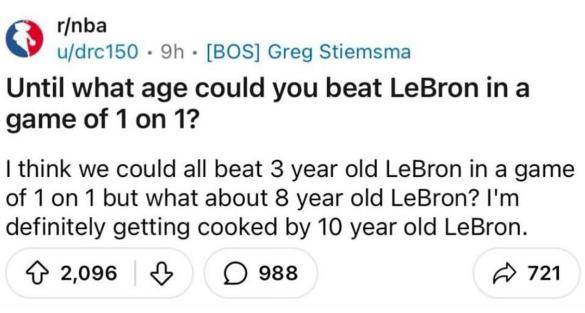 r/nba
u/drc150 · 9h · [BOS] Greg Stiemsma
Until what age could you beat LeBron in a
game of 1 on 1?
I think we could all beat 3 year old LeBron in a game
of 1 on 1 but what about 8 year old LeBron? I'm
definitely getting cooked by 10 year old LeBron.
2,096 988 721